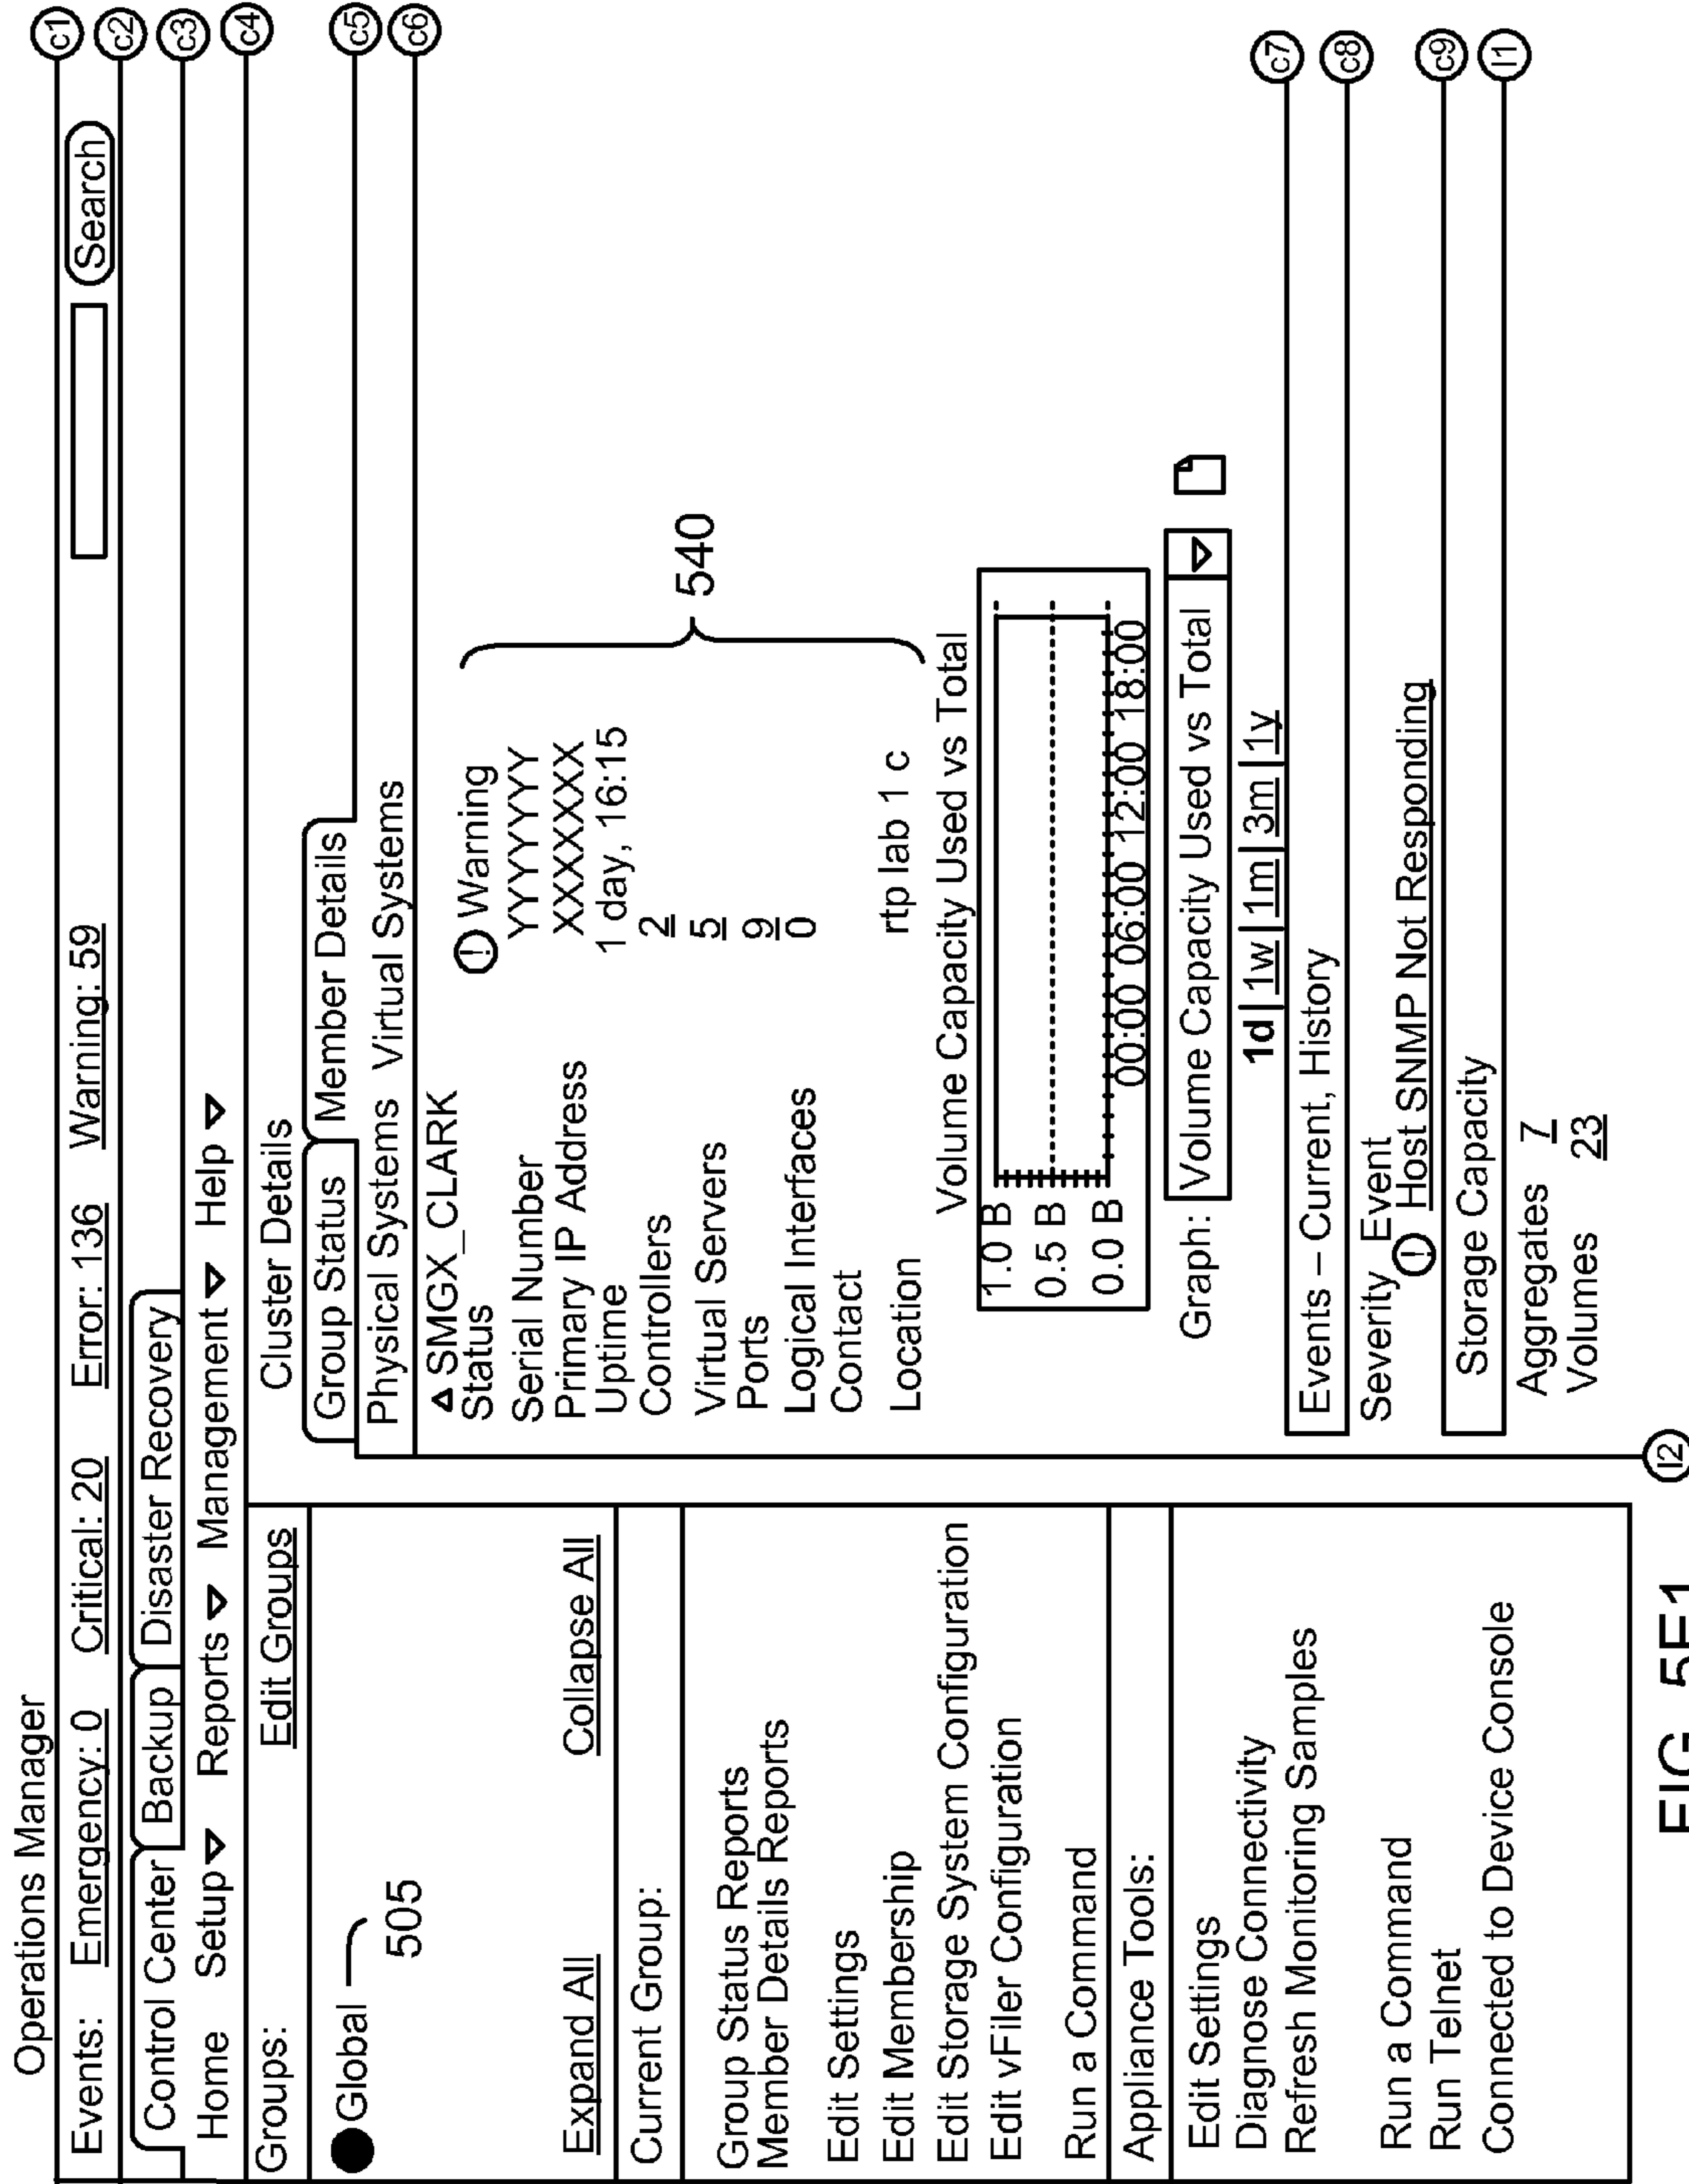 Operations Manager
c1
Events: Emergency: 0 Critical: 20 Error: 136 Warning: 59 Search
c2
Control Center Backup Disaster Recovery
c3
Home Setup Reports Management Help
c4
Groups: Edit Groups
Global
505
Expand All Collapse All
Current Group:
Group Status Reports
Member Details Reports
Edit Settings
Edit Membership
Edit Storage System Configuration
Edit vFiler Configuration
Run a Command
Appliance Tools:
Edit Settings
Diagnose Connectivity
Refresh Monitoring Samples
Run a Command
Run Telnet
Connected to Device Console
Cluster Details
Group Status Member Details
c5
Physical Systems Virtual Systems
c6
SMGX_CLARK
Status ! Warning
Serial Number YYYYYYYY
Primary IP Address XXXXXXXX
Uptime 1 day, 16:15
Controllers 2
540
Virtual Servers 5
Ports 9
Logical Interfaces 0
Contact
Location rtp lab 1 c
Volume Capacity Used vs Total
1.0 B
0.5 B
0.0 B
00:00 06:00 12:00 18:00
Graph: Volume Capacity Used vs Total
1d | 1w | 1m | 3m | 1y
c7
Events – Current, History
c8
Severity Event
! Host SNMP Not Responding
c9
Storage Capacity
l1
Aggregates 7
Volumes 23
l2
FIG. 5E1